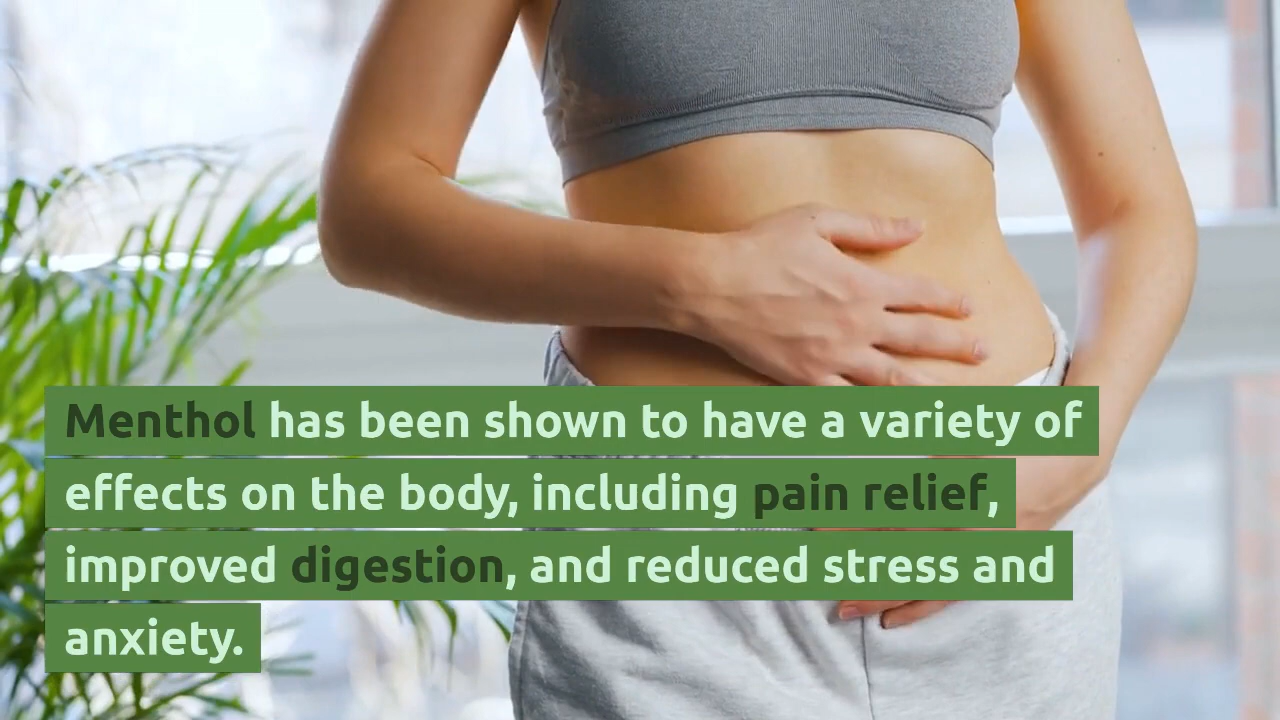 Menthol has been shown to have a variety of
effects on the body, including pain relief,
improved digestion, and reduced stress and
anxiety.